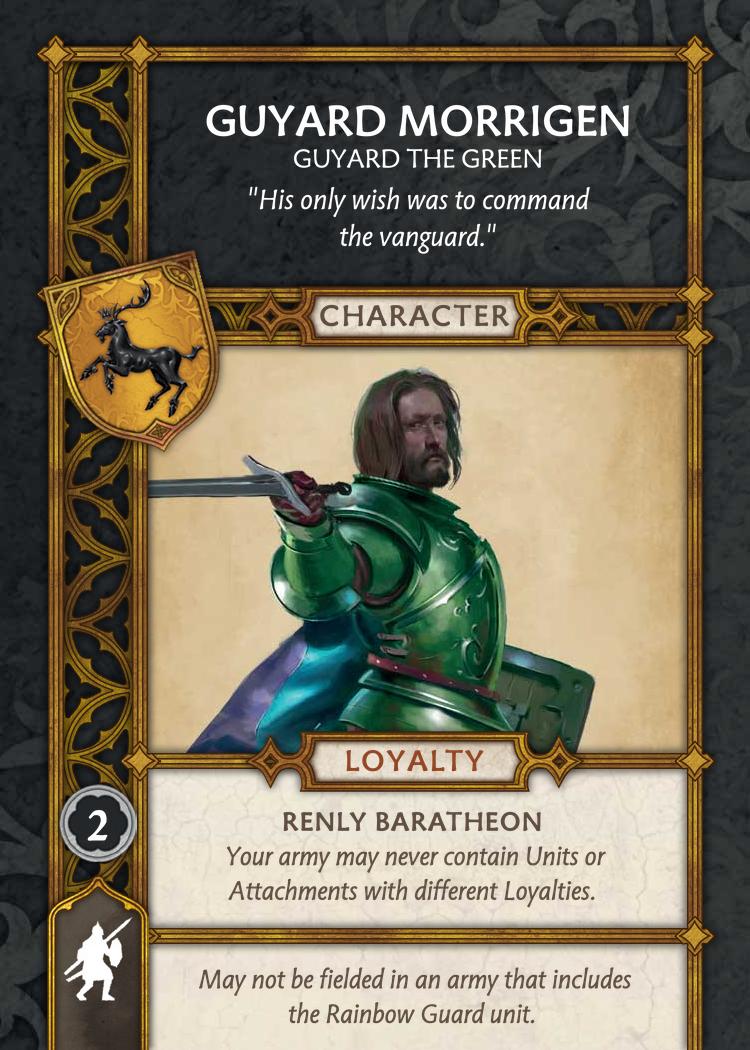 GUYARD MORRIGEN
GUYARD THE GREEN
"His only wish was to command
the vanguard."
CHARACTER
LOYALTY
2
RENLY BARATHEON
Your army may never contain Units or
Attachments with different Loyalties.
May not be fielded in an army that includes
the Rainbow Guard unit.